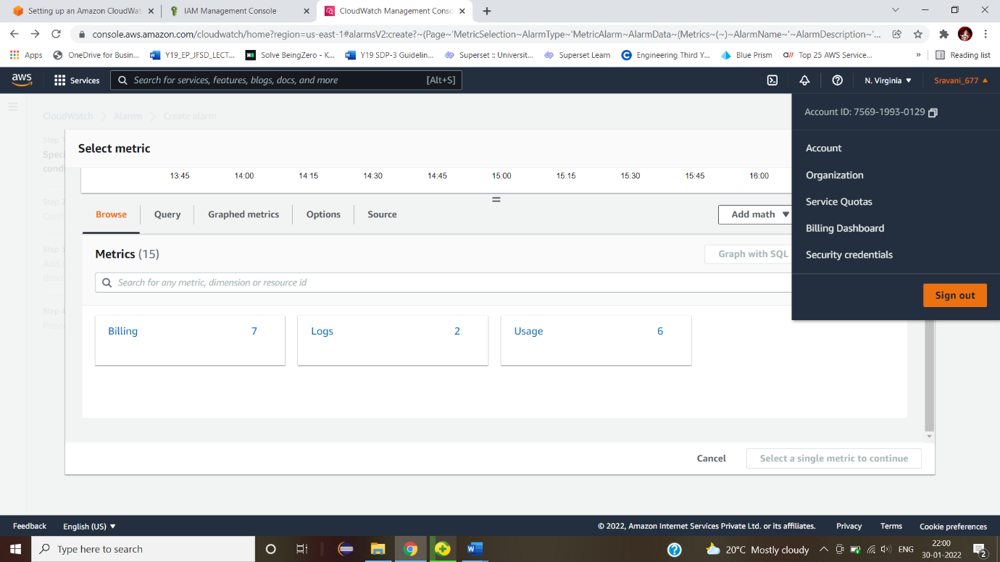 Setting up an Amazon CloudWat
IAM Management Console
CloudWatch Management Conso
console.aws.amazon.com/cloudwatch/home?region=us-east-1#alarmsV2:create?~(Page~'MetricSelection~AlarmType~'MetricAlarm~AlarmData~(Metrics~(~)~AlarmName~'~AlarmDescription~'...
Apps
OneDrive for Busin...
Y19_EP_JFSD_LECT...
Solve BeingZero - K...
Y19 SDP-3 Guidelin...
Superset :: Universit...
Superset Learn
Engineering Third Y...
Blue Prism
Top 25 AWS Service...
»
Reading list
aws
Services
Search for services, features, blogs, docs, and more
[Alt+S]
N. Virginia
Sravani_677
Account ID: 7569-1993-0129
Account
Organization
Service Quotas
Billing Dashboard
Security credentials
Sign out
CloudWatch
Alarms
Create alarm
Step
Speci
condi
Step 2
Conf
Step 3
Add
desc
Step 4
Previ
Select metric
13:45 14:00 14:15 14:30 14:45 15:00 15:15 15:30 15:45 16:00
Browse
Query
Graphed metrics
Options
Source
Add math
Metrics (15)
Graph with SQL
Search for any metric, dimension or resource id
Billing 7
Logs 2
Usage 6
Cancel
Select a single metric to continue
Feedback
English (US)
© 2022, Amazon Internet Services Private Ltd. or its affiliates.
Privacy
Terms
Cookie preferences
Type here to search
20°C Mostly cloudy
ENG
22:00
30-01-2022
2